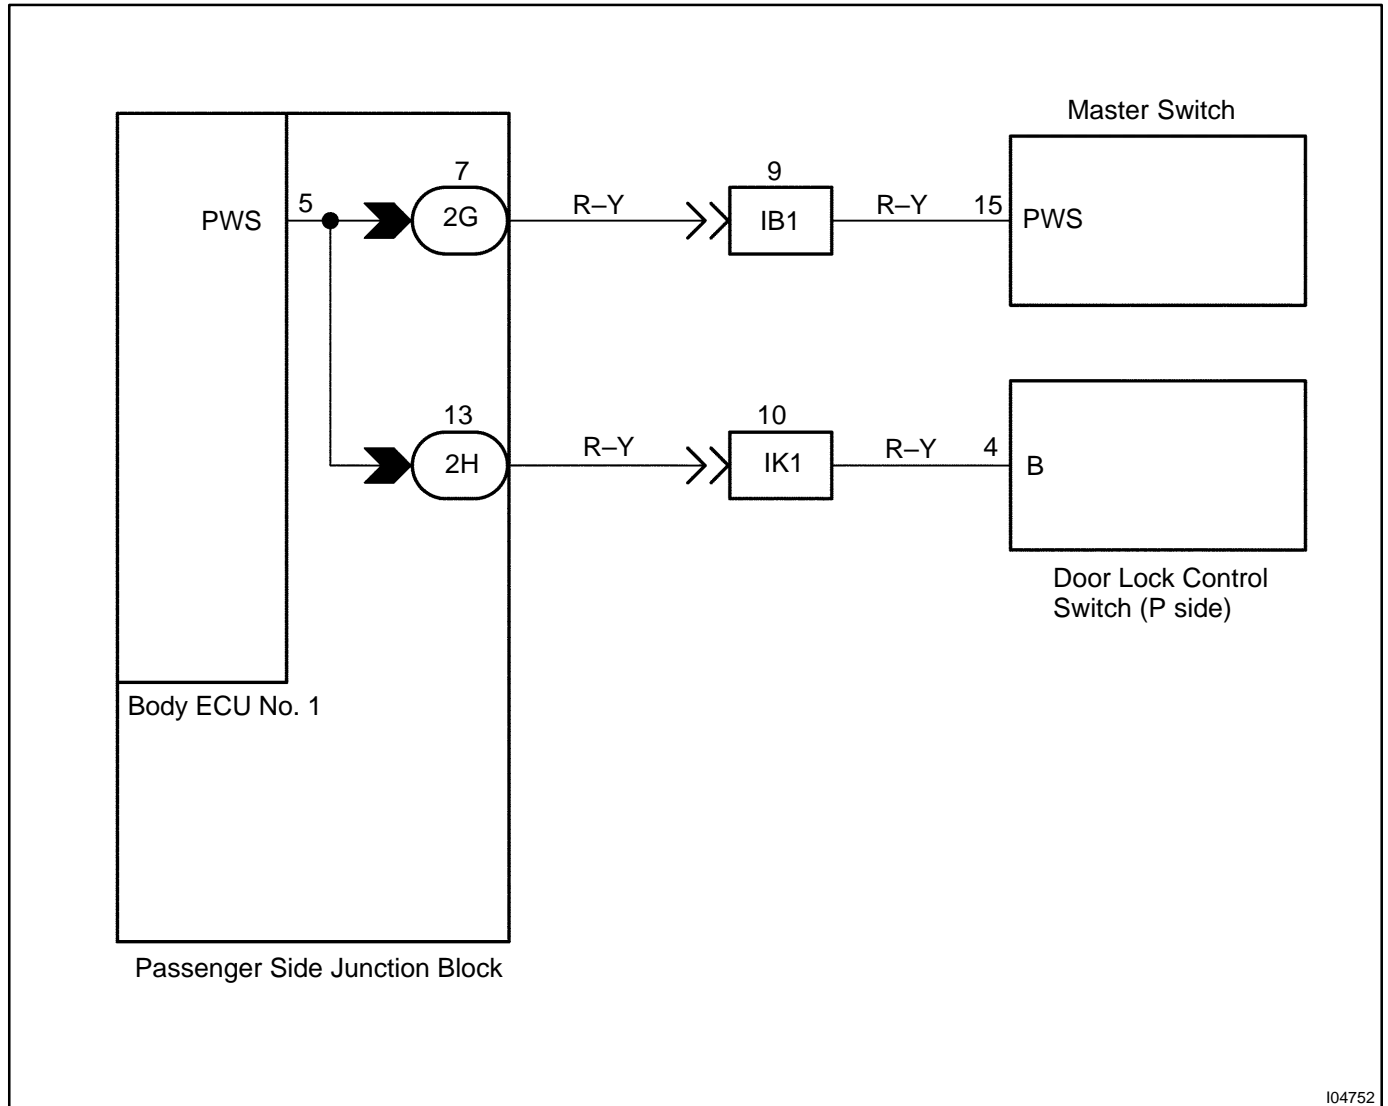 Master Switch
PWS
5
7
2G
R–Y
9
IB1
R–Y
15
PWS
13
2H
R–Y
10
IK1
R–Y
4
B
Door Lock Control
Switch (P side)
Body ECU No. 1
Passenger Side Junction Block
I04752